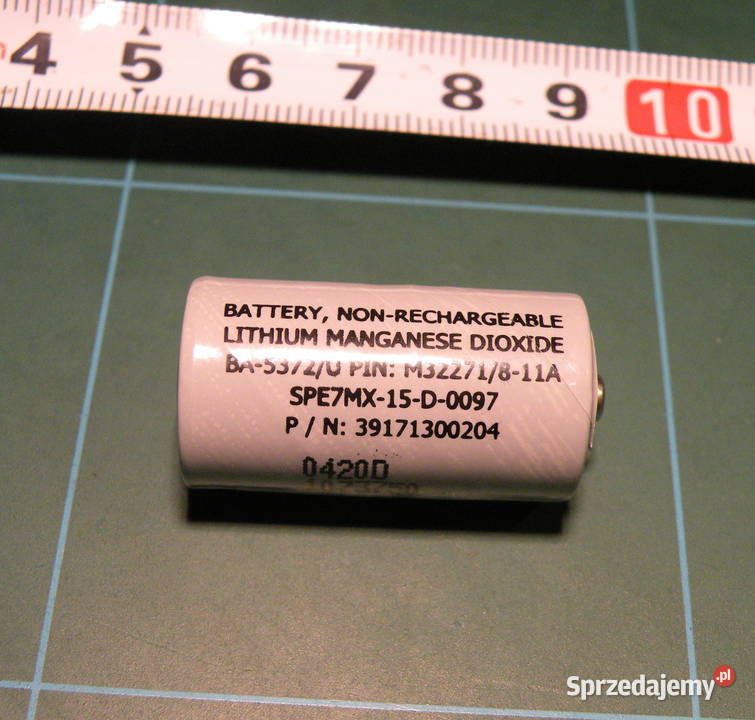 4 5 6 7 8 9 10
BATTERY, NON-RECHARGEABLE
LITHIUM MANGANESE DIOXIDE
BA-5372/U PIN: M32271/8-11A
SPE7MX-15-D-0097
P / N: 39171300204
0420D
Sprzedajemy.pl